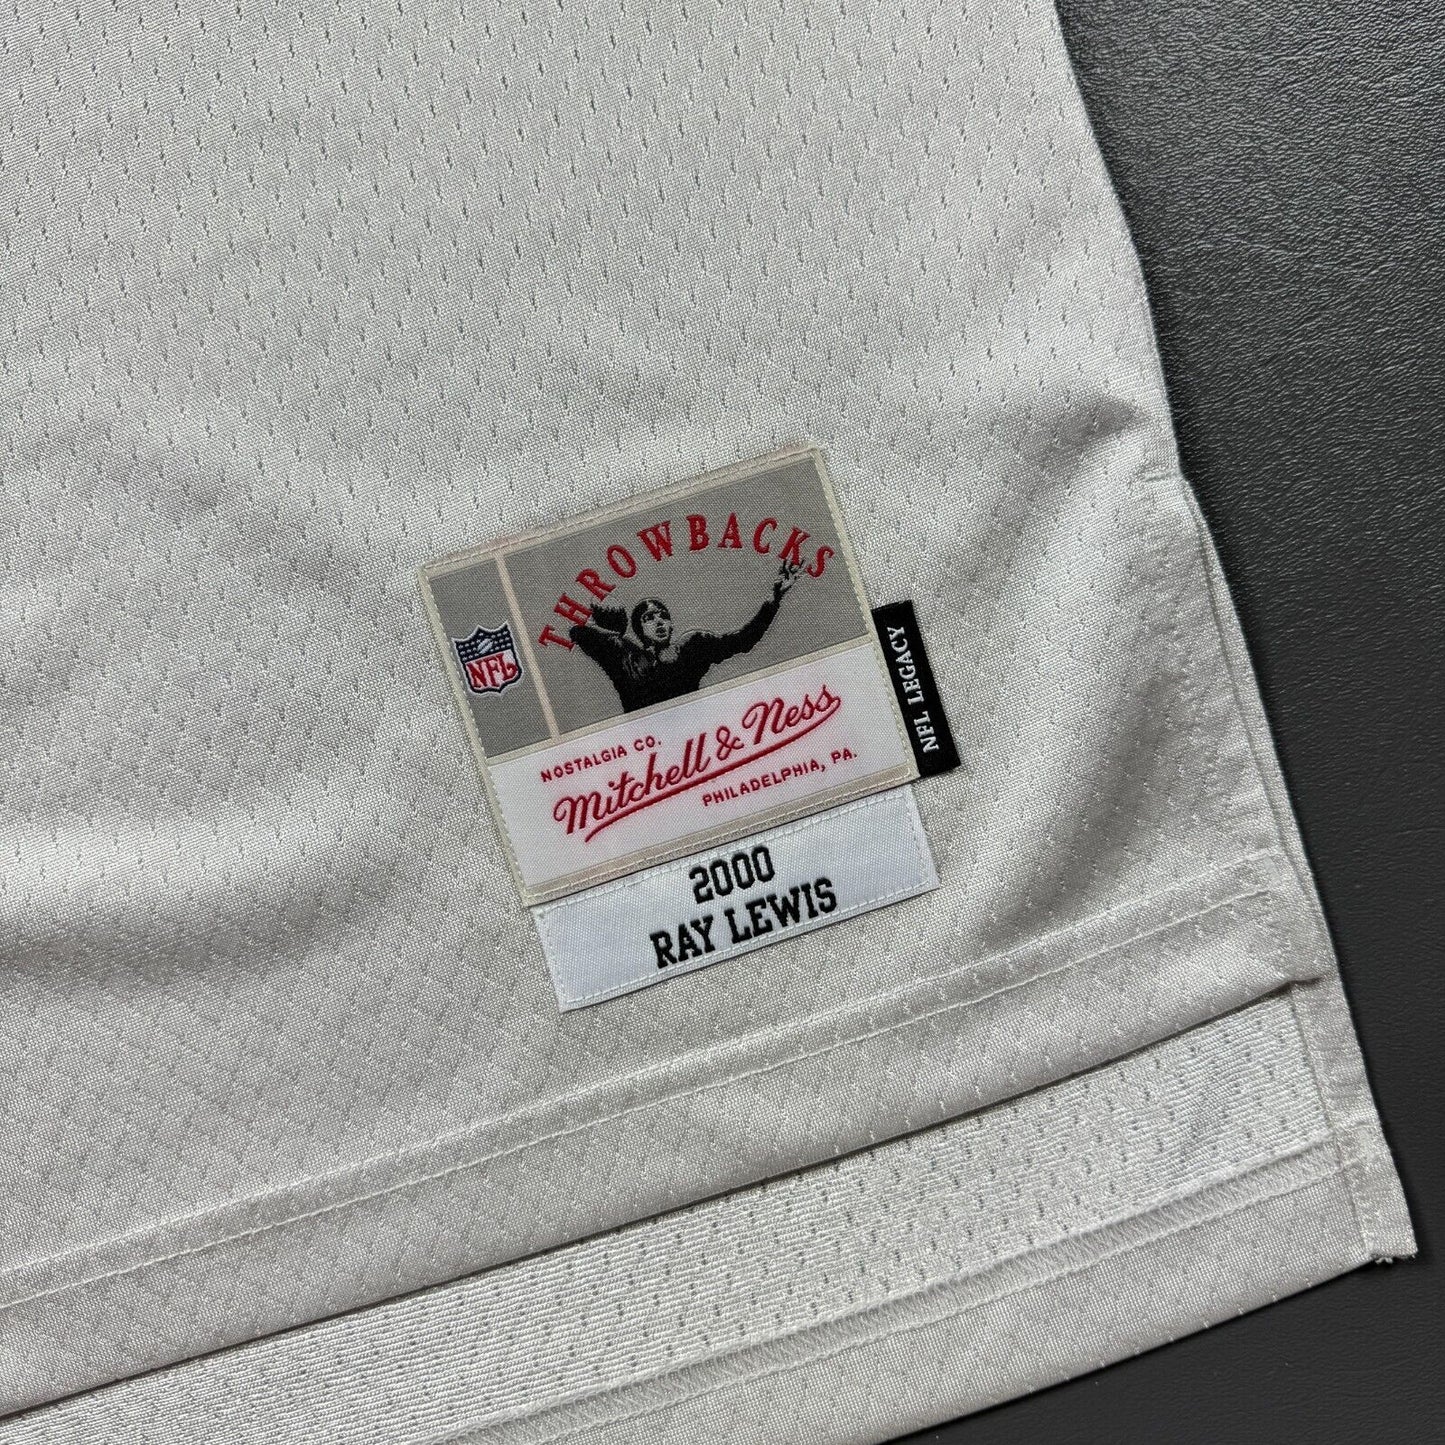 THROWBACKS
NFL
NOSTALGIA CO.
Mitchell & Ness
PHILADELPHIA, PA.
NFL LEGACY
2000
RAY LEWIS